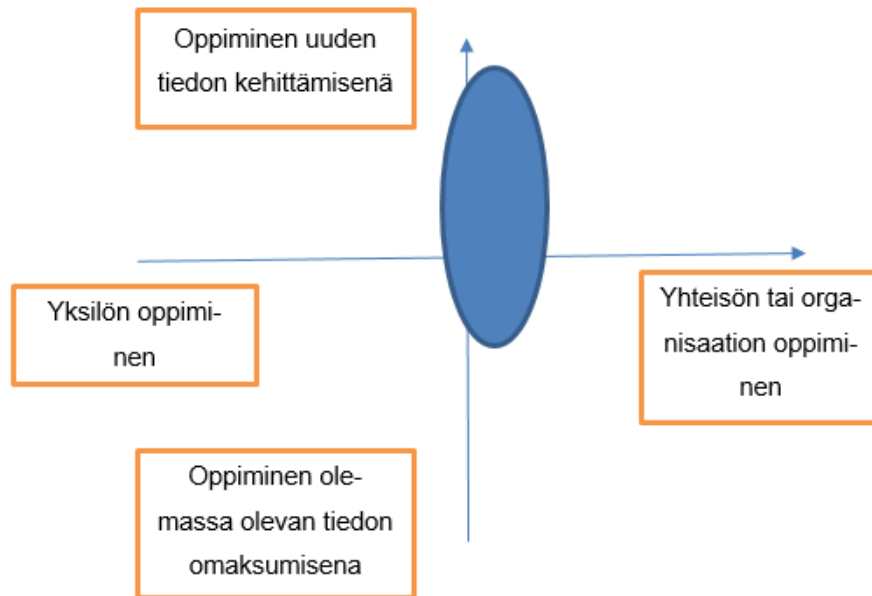 Oppiminen uuden
tiedon kehittämisenä
Yksilön oppimi-
nen
Yhteisön tai orga-
nisaation oppimi-
nen
Oppiminen ole-
massa olevan tiedon
omaksumisena